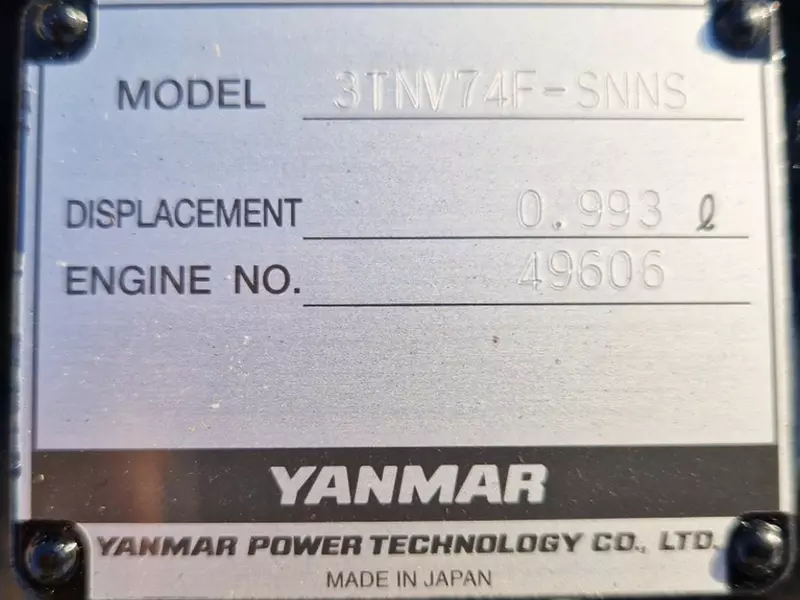 MODEL 3TNV74F-SNNS
DISPLACEMENT 0.993 ℓ
ENGINE NO. 49606
YANMAR
YANMAR POWER TECHNOLOGY CO., LTD.
MADE IN JAPAN